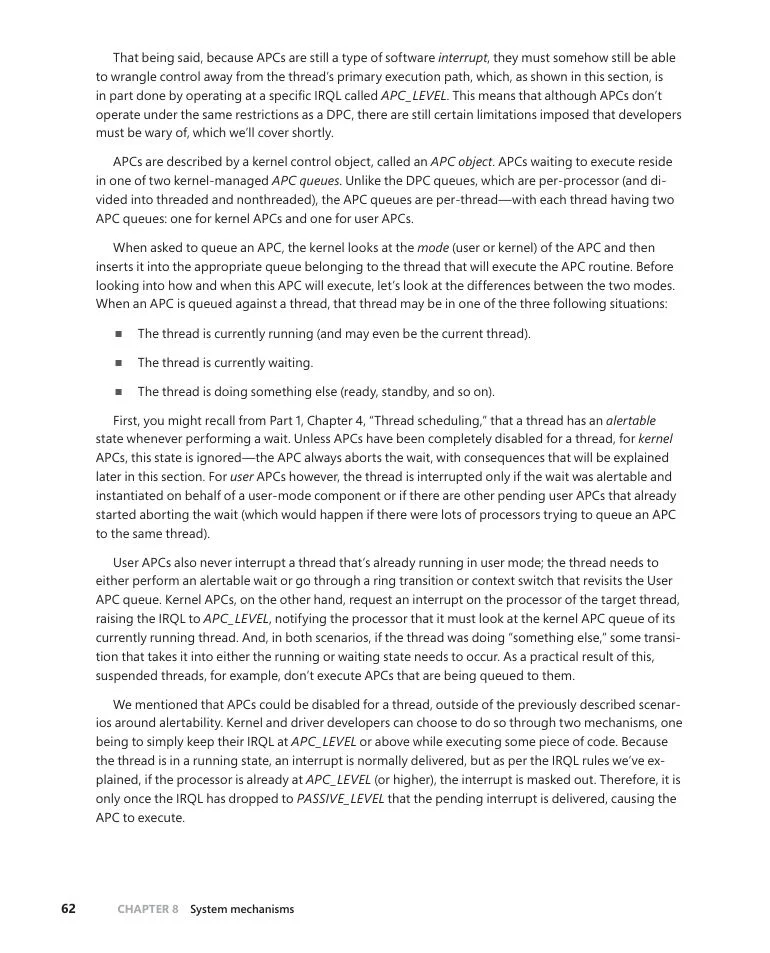 That being said, because APCs are still a type of software interrupt, they must somehow still be able
to wrangle control away from the thread's primary execution path, which, as shown in this section, is
in part done by operating at a specific IRQL called APC_LEVEL. This means that although APCs don't
operate under the same restrictions as a DPC, there are still certain limitations imposed that developers
must be wary of, which we'll cover shortly.
APCs are described by a kernel control object, called an APC object. APCs waiting to execute reside
in one of two kernel-managed APC queues. Unlike the DPC queues, which are per-processor (and di-
vided into threaded and nonthreaded), the APC queues are per-thread—with each thread having two
APC queues: one for kernel APCs and one for user APCs.
When asked to queue an APC, the kernel looks at the mode (user or kernel) of the APC and then
inserts it into the appropriate queue belonging to the thread that will execute the APC routine. Before
looking into how and when this APC will execute, let's look at the differences between the two modes.
When an APC is queued against a thread, that thread may be in one of the three following situations:
■ The thread is currently running (and may even be the current thread).
■ The thread is currently waiting.
■ The thread is doing something else (ready, standby, and so on).
First, you might recall from Part 1, Chapter 4, "Thread scheduling," that a thread has an alertable
state whenever performing a wait. Unless APCs have been completely disabled for a thread, for kernel
APCs, this state is ignored—the APC always aborts the wait, with consequences that will be explained
later in this section. For user APCs however, the thread is interrupted only if the wait was alertable and
instantiated on behalf of a user-mode component or if there are other pending user APCs that already
started aborting the wait (which would happen if there were lots of processors trying to queue an APC
to the same thread).
User APCs also never interrupt a thread that's already running in user mode; the thread needs to
either perform an alertable wait or go through a ring transition or context switch that revisits the User
APC queue. Kernel APCs, on the other hand, request an interrupt on the processor of the target thread,
raising the IRQL to APC_LEVEL, notifying the processor that it must look at the kernel APC queue of its
currently running thread. And, in both scenarios, if the thread was doing "something else," some transi-
tion that takes it into either the running or waiting state needs to occur. As a practical result of this,
suspended threads, for example, don't execute APCs that are being queued to them.
We mentioned that APCs could be disabled for a thread, outside of the previously described scenar-
ios around alertability. Kernel and driver developers can choose to do so through two mechanisms, one
being to simply keep their IRQL at APC_LEVEL or above while executing some piece of code. Because
the thread is in a running state, an interrupt is normally delivered, but as per the IRQL rules we've ex-
plained, if the processor is already at APC_LEVEL (or higher), the interrupt is masked out. Therefore, it is
only once the IRQL has dropped to PASSIVE_LEVEL that the pending interrupt is delivered, causing the
APC to execute.
62 CHAPTER 8 System mechanisms